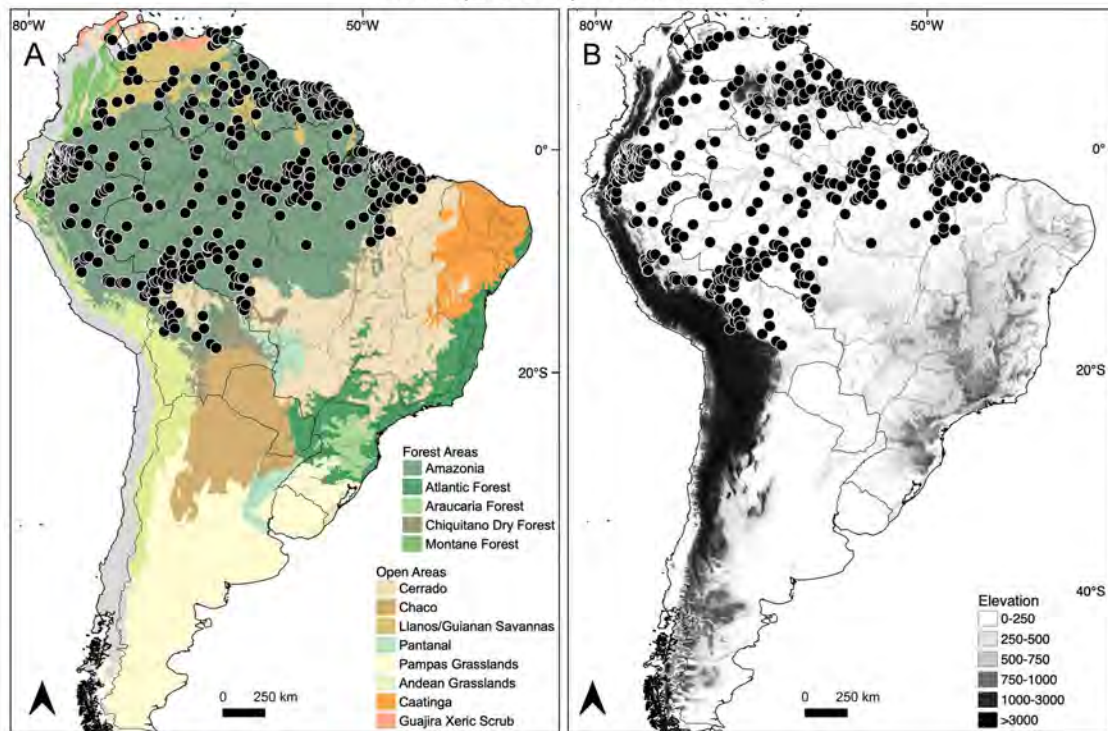 80°W
50°W
A
0°
20°S
Forest Areas
Amazonia
Atlantic Forest
Araucaria Forest
Chiquitano Dry Forest
Montane Forest
Open Areas
Cerrado
Chaco
Llanos/Guianan Savannas
Pantanal
Pampas Grasslands
Andean Grasslands
Caatinga
Guajira Xeric Scrub
0 250 km
80°W
50°W
B
0°
20°S
40°S
Elevation
0-250
250-500
500-750
750-1000
1000-3000
>3000
0 250 km